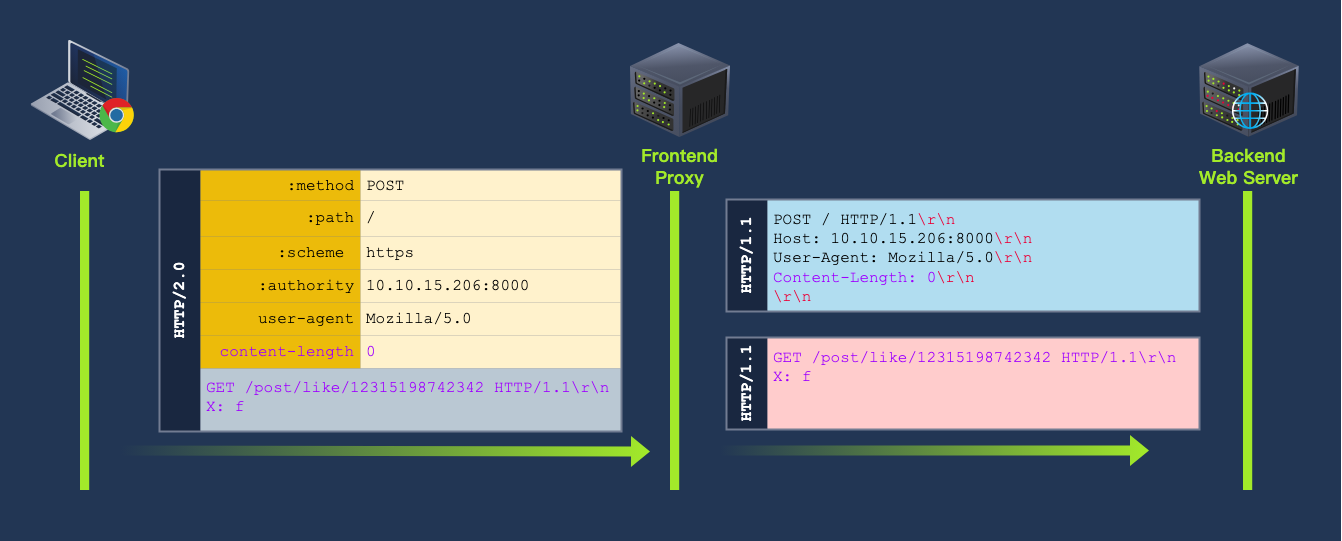 Client
Frontend
Proxy
Backend
Web Server
HTTP/2.0
:method POST
:path /
:scheme https
:authority 10.10.15.206:8000
user-agent Mozilla/5.0
content-length 0
GET /post/like/12315198742342 HTTP/1.1\r\n
X: f
HTTP/1.1
POST / HTTP/1.1\r\n
Host: 10.10.15.206:8000\r\n
User-Agent: Mozilla/5.0\r\n
Content-Length: 0\r\n
\r\n
HTTP/1.1
GET /post/like/12315198742342 HTTP/1.1\r\n
X: f